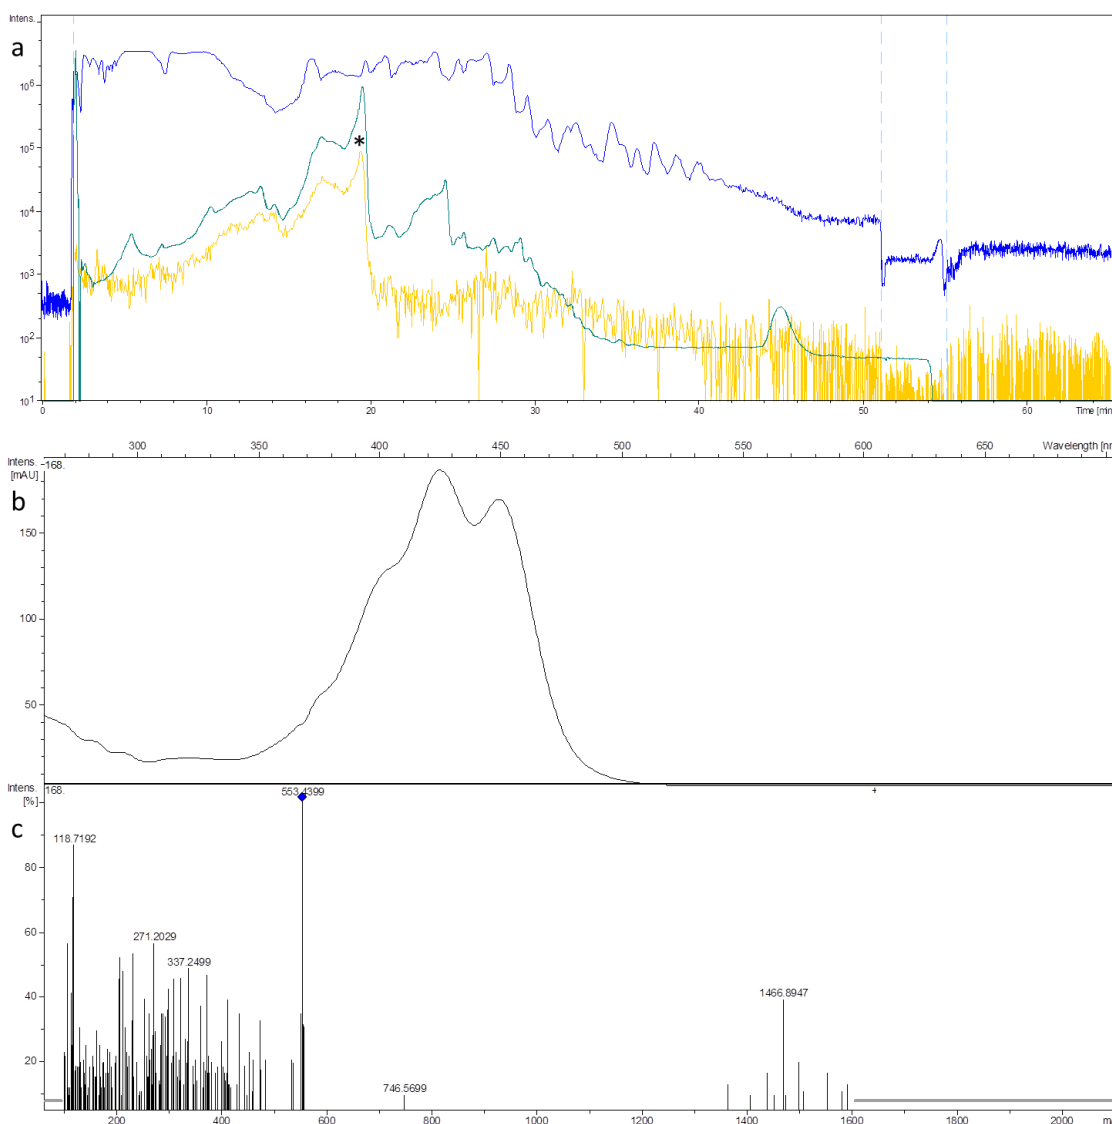 Intens.
a
10⁶
10⁵
*
10⁴
10³
10²
10¹
0 10 20 30 40 50 60 Time [min
300 350 400 450 500 550 600 650 Wavelength [nm
Intens. 168.
[mAU]
b
150
100
50
Intens. 168. 553.4399 +
[%]
c
118.7192
80
60
271.2029
337.2499
40
1466.8947
20
746.5699
200 400 600 800 1000 1200 1400 1600 1800 2000